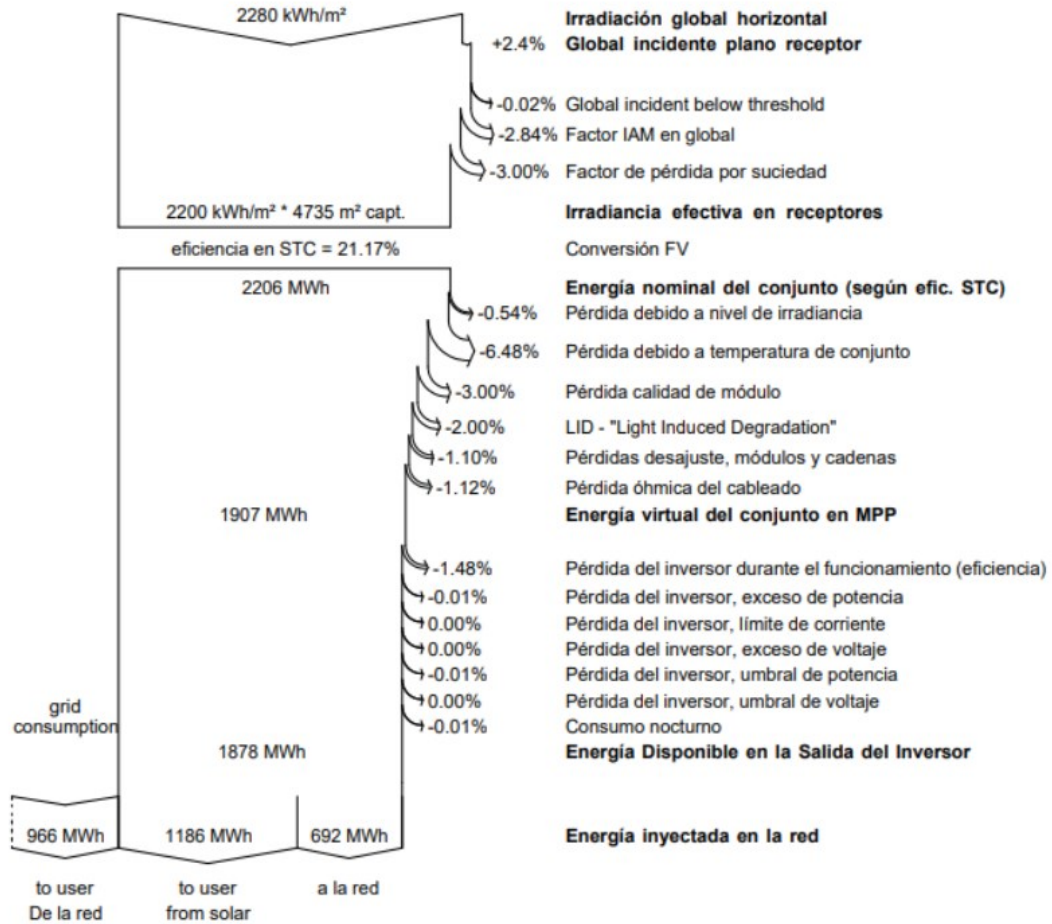 2280 kWh/m² Irradiación global horizontal
+2.4% Global incidente plano receptor
-0.02% Global incident below threshold
-2.84% Factor IAM en global
-3.00% Factor de pérdida por suciedad
2200 kWh/m² * 4735 m² capt. Irradiancia efectiva en receptores
eficiencia en STC = 21.17% Conversión FV
2206 MWh Energía nominal del conjunto (según efic. STC)
-0.54% Pérdida debido a nivel de irradiancia
-6.48% Pérdida debido a temperatura de conjunto
-3.00% Pérdida calidad de módulo
-2.00% LID - "Light Induced Degradation"
-1.10% Pérdidas desajuste, módulos y cadenas
-1.12% Pérdida óhmica del cableado
1907 MWh Energía virtual del conjunto en MPP
-1.48% Pérdida del inversor durante el funcionamiento (eficiencia)
-0.01% Pérdida del inversor, exceso de potencia
0.00% Pérdida del inversor, límite de corriente
0.00% Pérdida del inversor, exceso de voltaje
-0.01% Pérdida del inversor, umbral de potencia
0.00% Pérdida del inversor, umbral de voltaje
grid
consumption
-0.01% Consumo nocturno
1878 MWh Energía Disponible en la Salida del Inversor
966 MWh 1186 MWh 692 MWh Energía inyectada en la red
to user to user a la red
De la red from solar